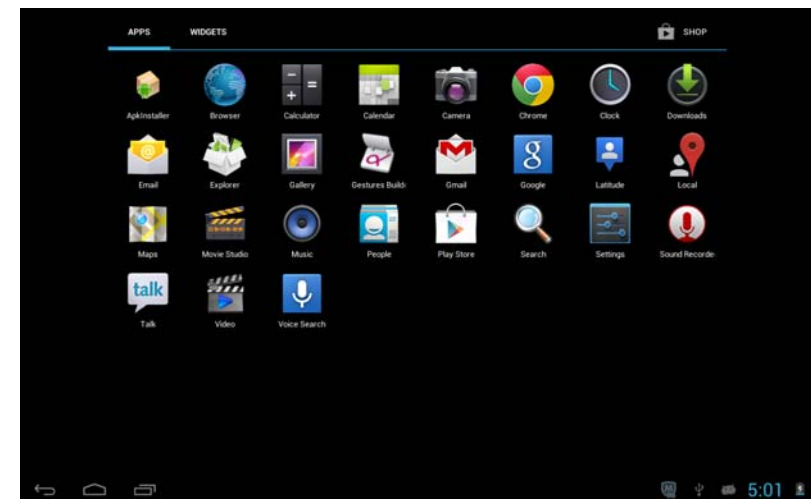 APPS WIDGETS SHOP
ApkInstaller Browser Calculator Calendar Camera Chrome Clock Downloads
Email Explorer Gallery Gestures Build Gmail Google Latitude Local
Maps Movie Studio Music People Play Store Search Settings Sound Recorde
talk
Talk Video Voice Search
5:01